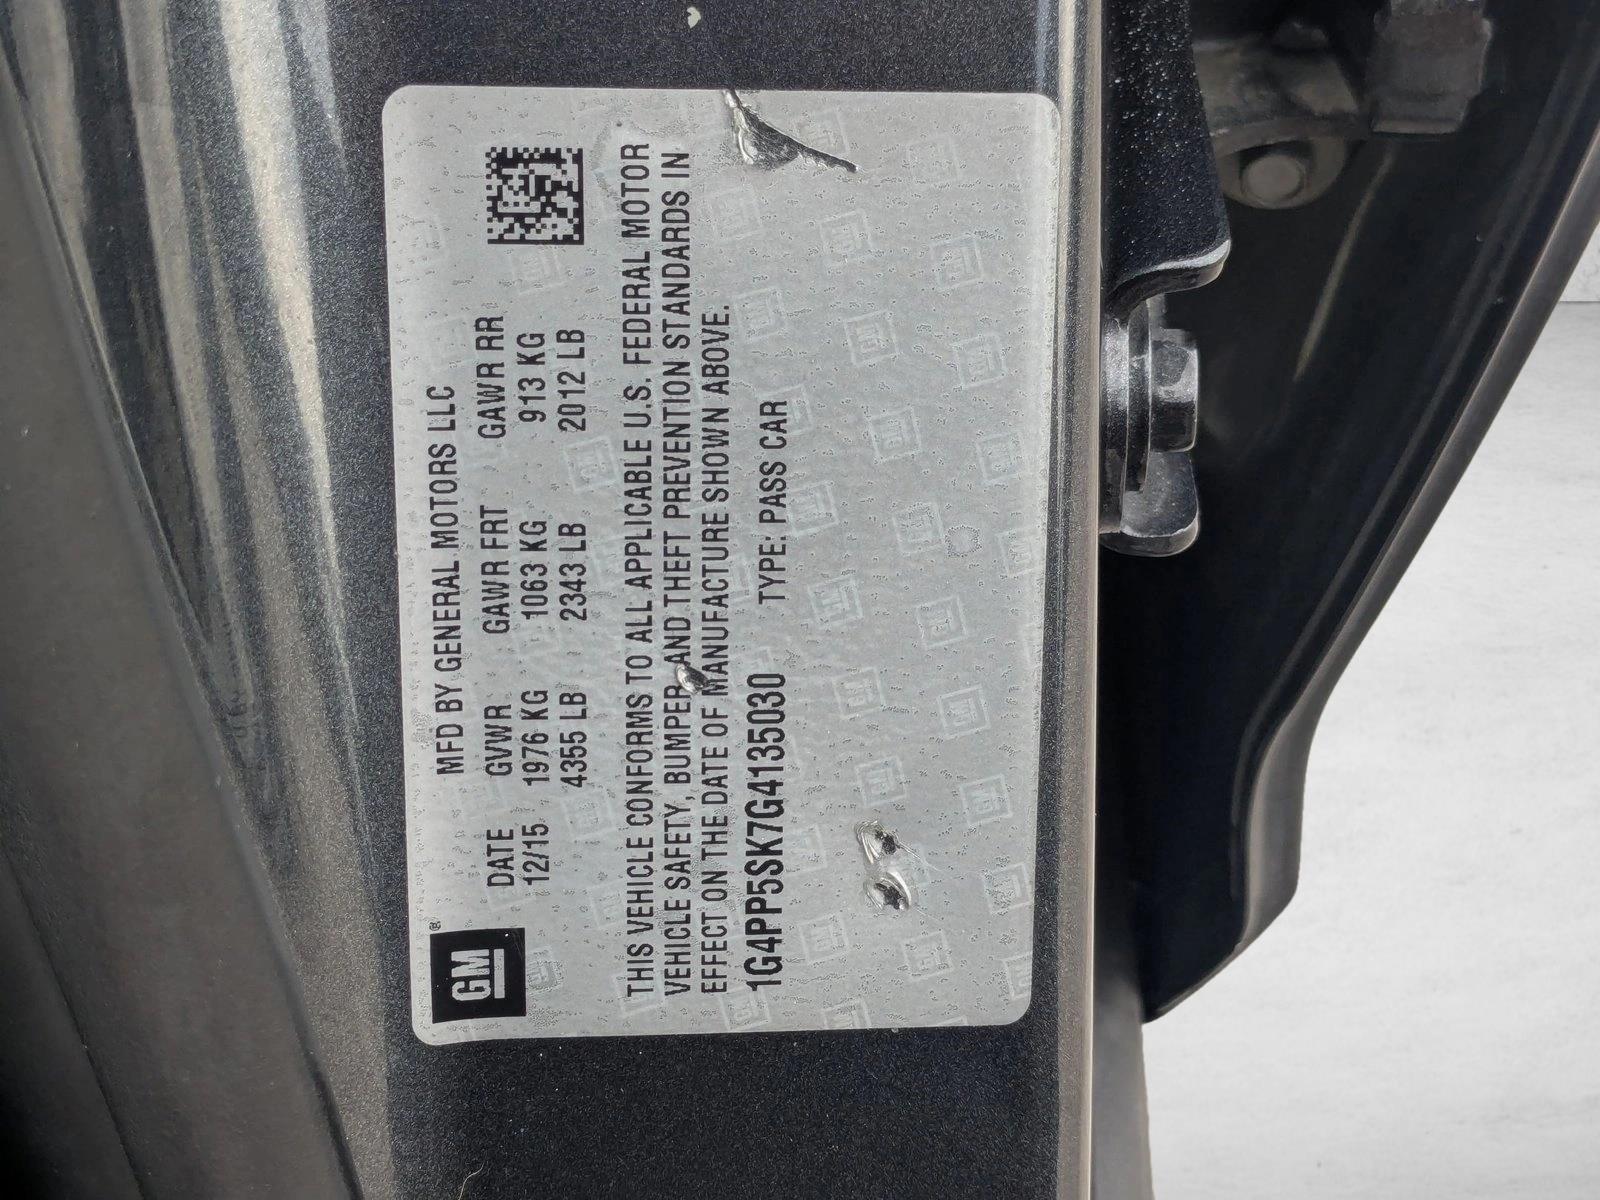 GM®
MFD BY GENERAL MOTORS LLC
DATE GVWR GAWR FRT GAWR RR
12/15 1976 KG 1063 KG 913 KG
4355 LB 2343 LB 2012 LB
THIS VEHICLE CONFORMS TO ALL APPLICABLE U.S. FEDERAL MOTOR
VEHICLE SAFETY, BUMPER, AND THEFT PREVENTION STANDARDS IN
EFFECT ON THE DATE OF MANUFACTURE SHOWN ABOVE.
1G4PP5SK7G4135030 TYPE: PASS CAR